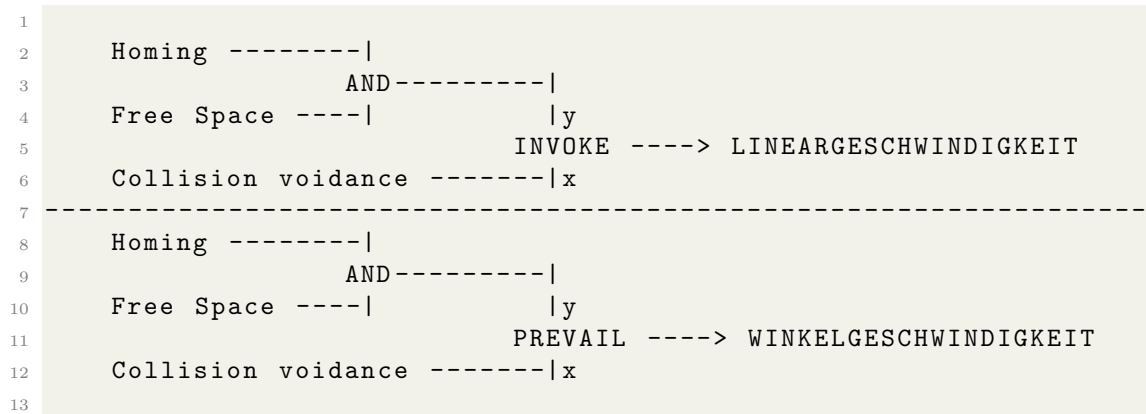 1
2 Homing --------|
3 AND---------|
4 Free Space ----| |y
5 INVOKE ----> LINEARGESCHWINDIGKEIT
6 Collision voidance -------|x
7 ------------------------------------------------------------------
8 Homing --------|
9 AND---------|
10 Free Space ----| |y
11 PREVAIL ----> WINKELGESCHWINDIGKEIT
12 Collision voidance -------|x
13